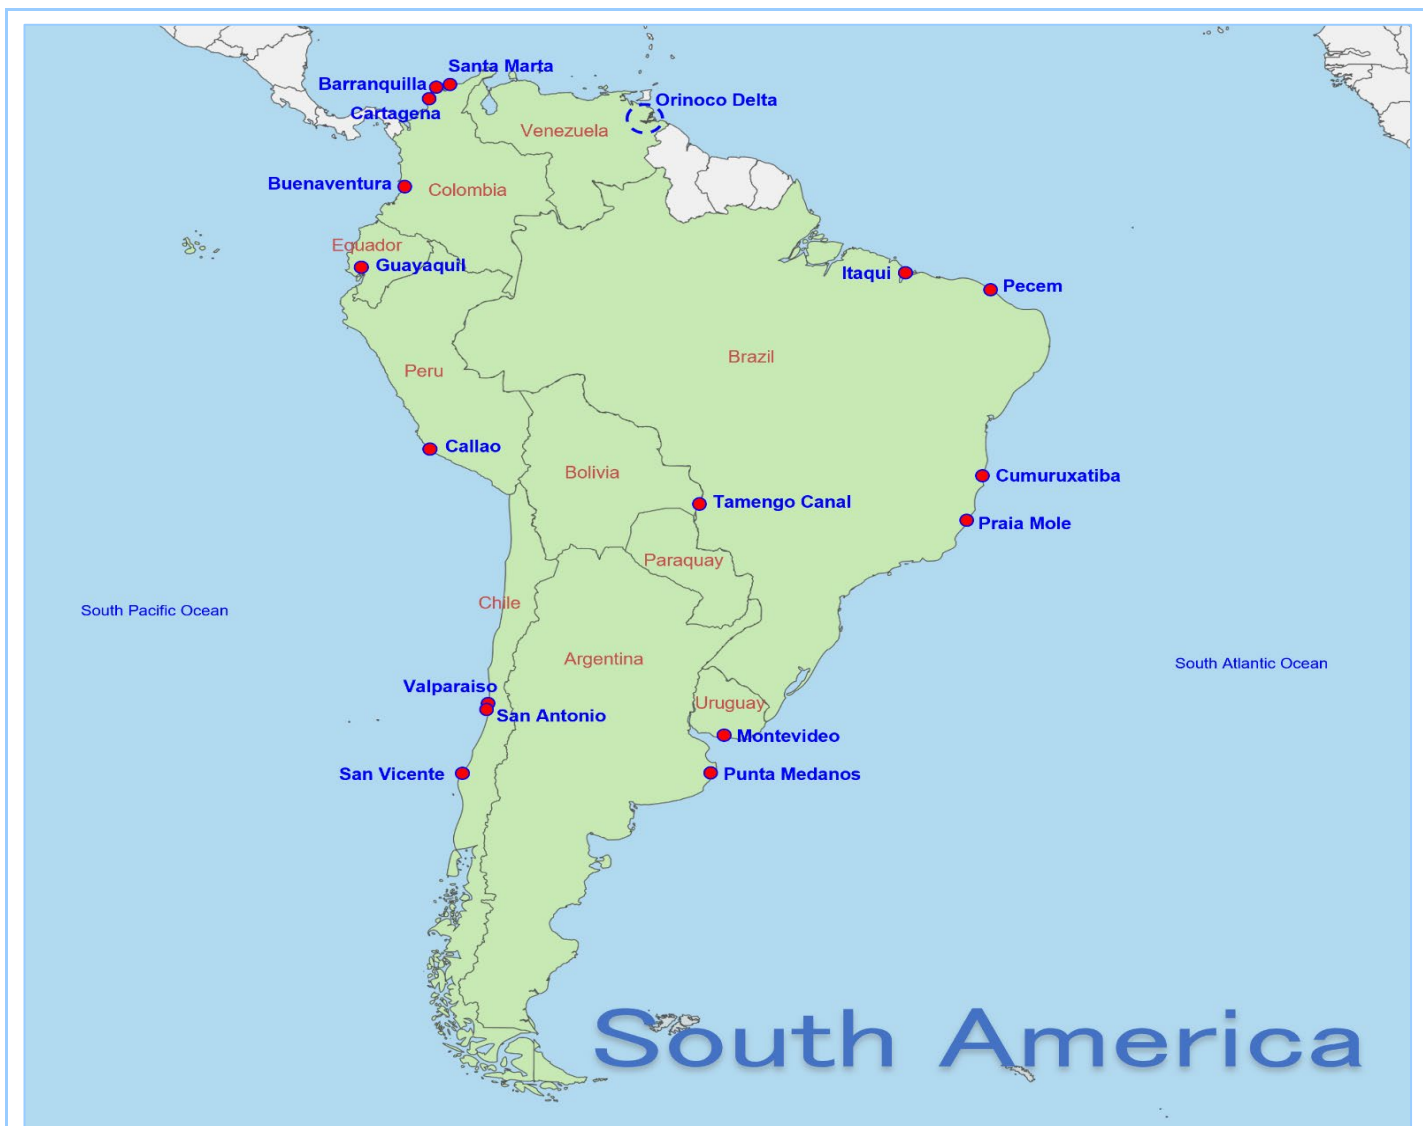 Santa Marta
Barranquilla
Orinoco Delta
Cartagena
Venezuela
Buenaventura
Colombia
Equador
Guayaquil
Itaqui
Pecem
Brazil
Peru
Callao
Bolivia
Cumuruxatiba
Tamengo Canal
Praia Mole
Paraquay
Chile
South Pacific Ocean
Argentina
South Atlantic Ocean
Valparaiso
Uruguay
San Antonio
Montevideo
San Vicente
Punta Medanos
South America